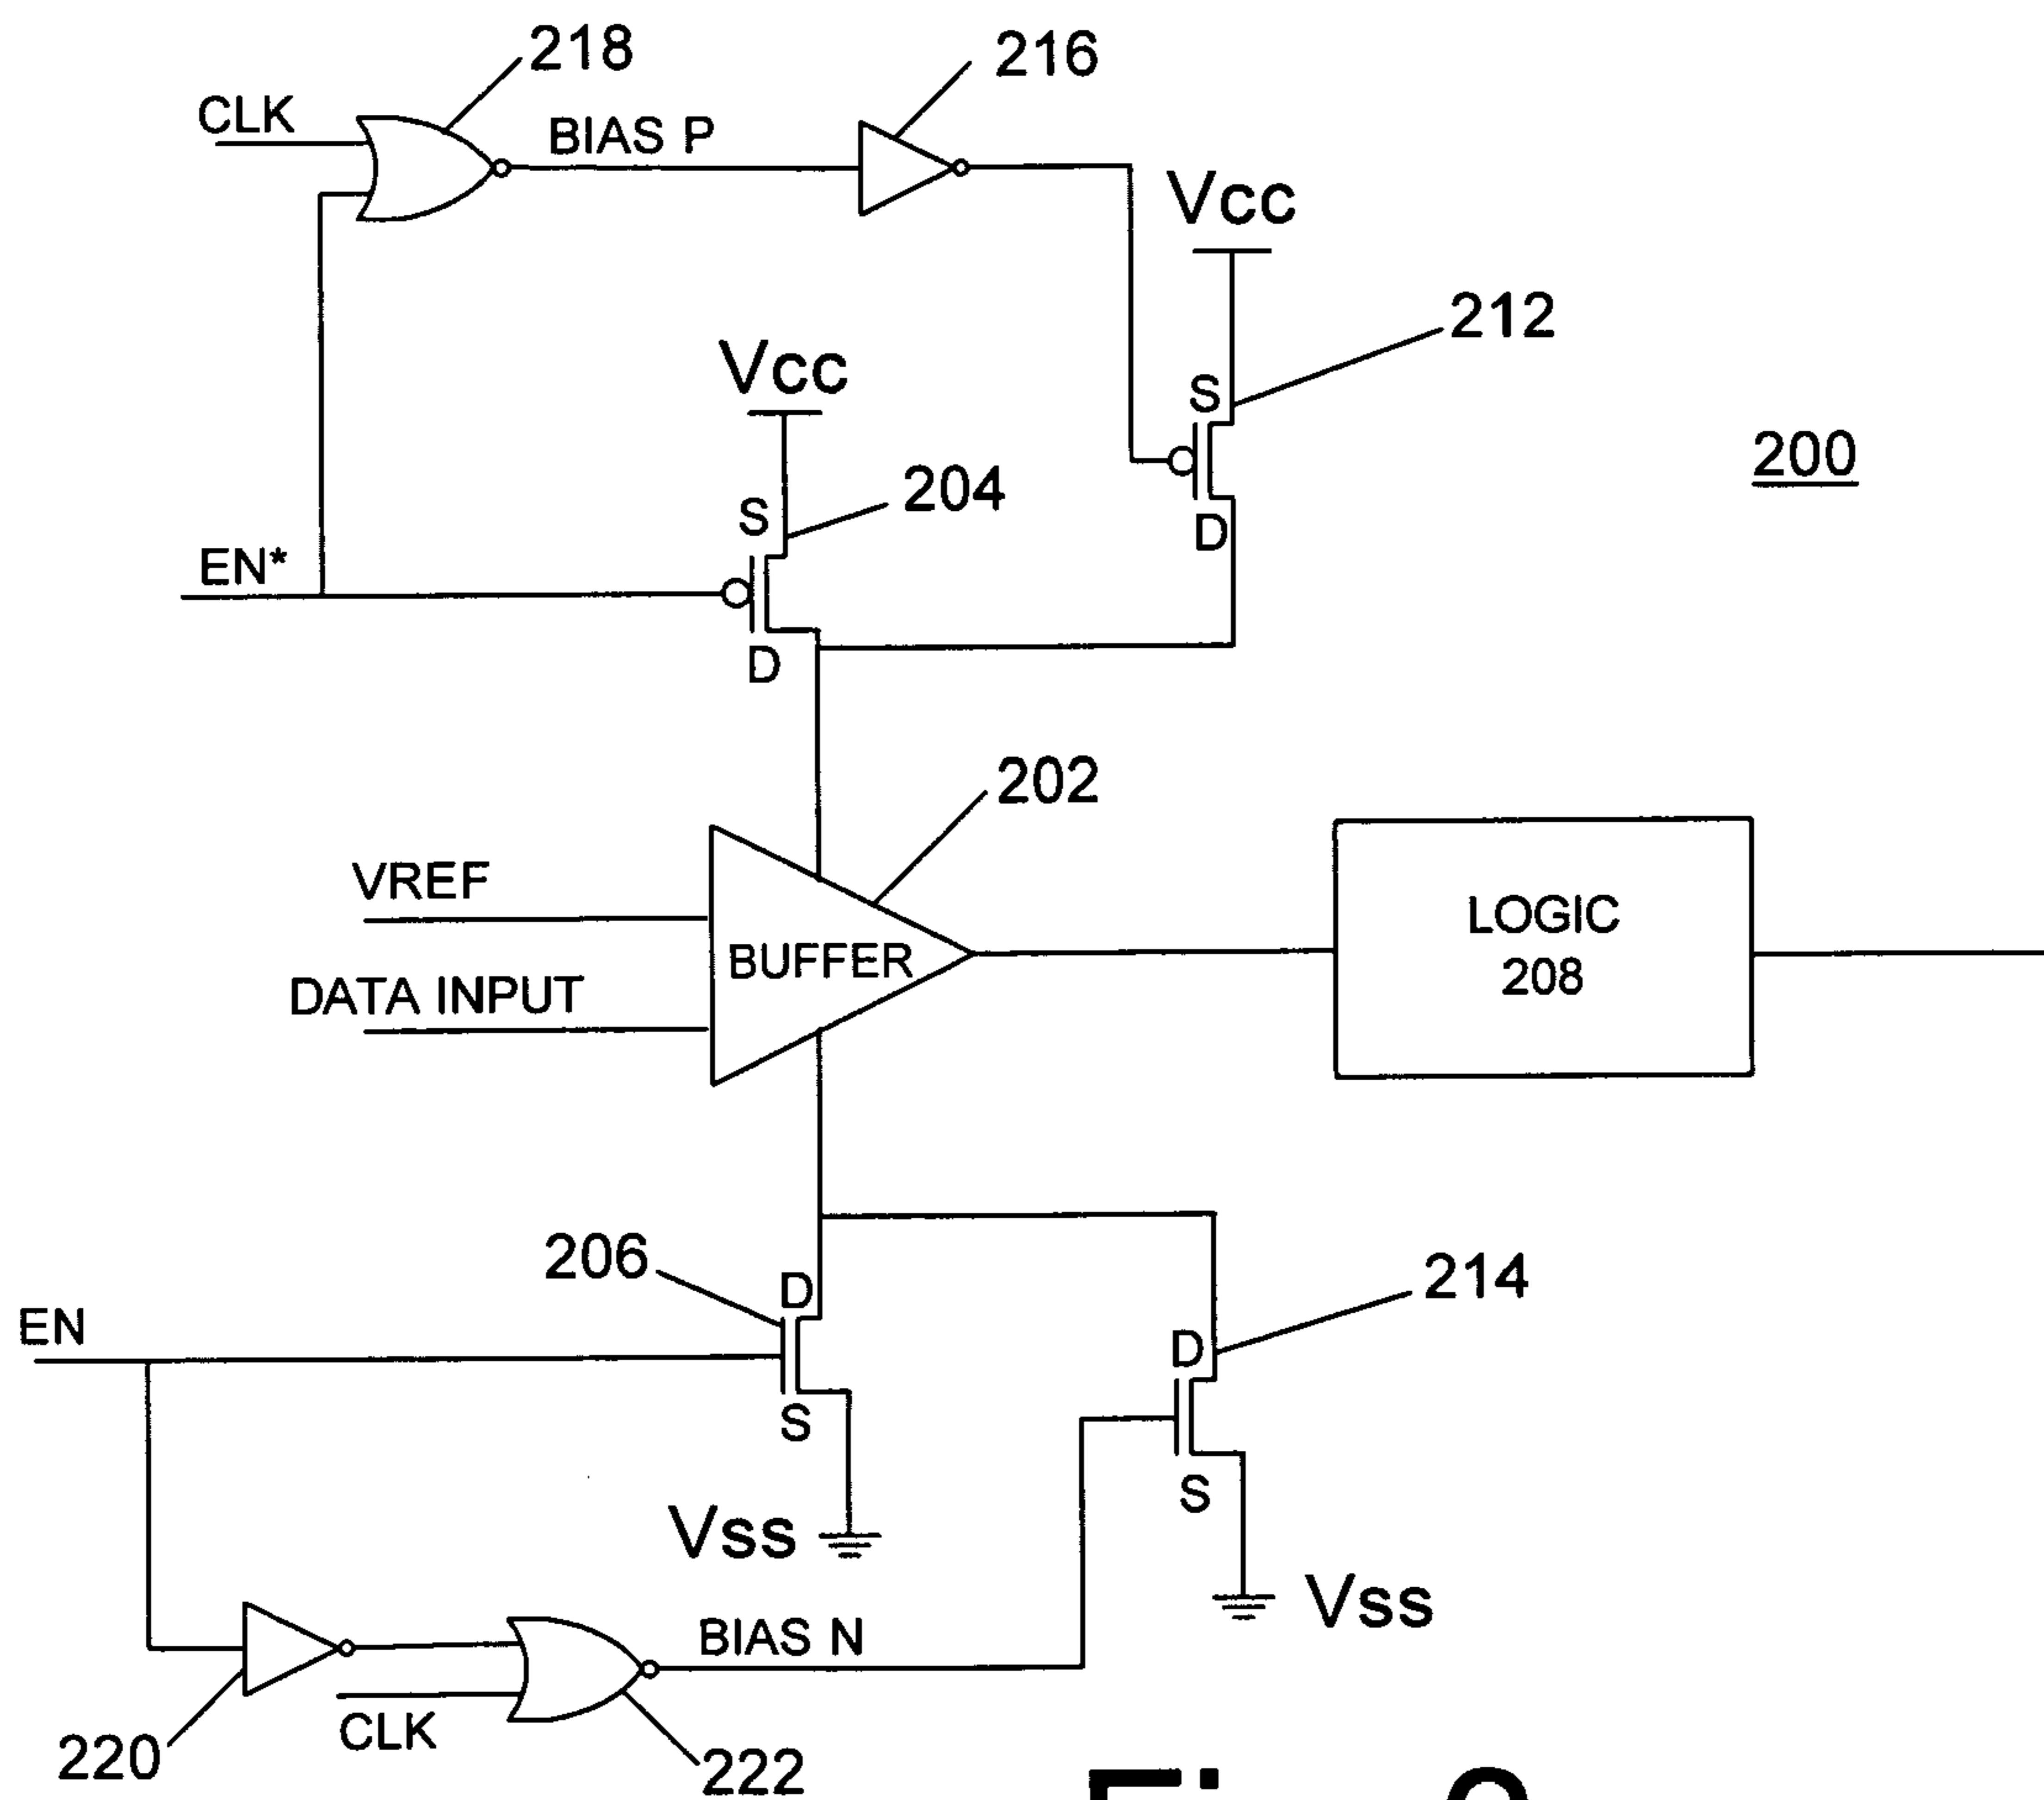 218
216
CLK
BIAS P
Vcc
212
Vcc
S
200
204
S
EN*
D
D
202
VREF
BUFFER
LOGIC
208
DATA INPUT
206
D
214
EN
D
S
S
Vss
Vss
BIAS N
CLK
220
222